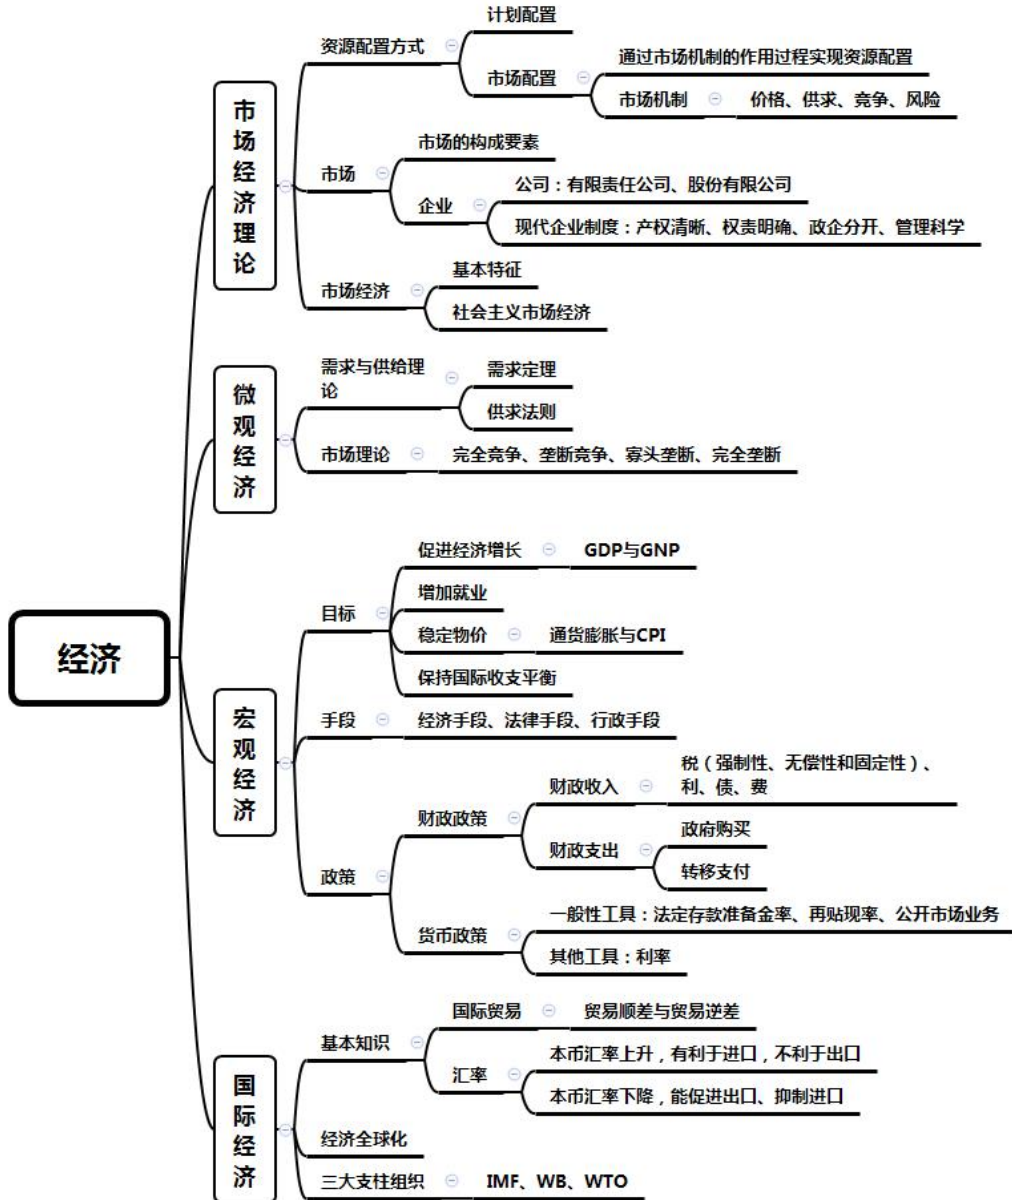 经济
市场经济理论
资源配置方式
计划配置
市场配置
通过市场机制的作用过程实现资源配置
市场机制
价格、供求、竞争、风险
市场
市场的构成要素
企业
公司：有限责任公司、股份有限公司
现代企业制度：产权清晰、权责明确、政企分开、管理科学
市场经济
基本特征
社会主义市场经济
微观经济
需求与供给理
论
需求定理
供求法则
市场理论
完全竞争、垄断竞争、寡头垄断、完全垄断
宏观经济
目标
促进经济增长
GDP与GNP
增加就业
稳定物价
通货膨胀与CPI
保持国际收支平衡
手段
经济手段、法律手段、行政手段
政策
财政政策
财政收入
税（强制性、无偿性和固定性）、
利、债、费
财政支出
政府购买
转移支付
货币政策
一般性工具：法定存款准备金率、再贴现率、公开市场业务
其他工具：利率
国际经济
基本知识
国际贸易
贸易顺差与贸易逆差
汇率
本币汇率上升，有利于进口，不利于出口
本币汇率下降，能促进出口、抑制进口
经济全球化
三大支柱组织
IMF、WB、WTO